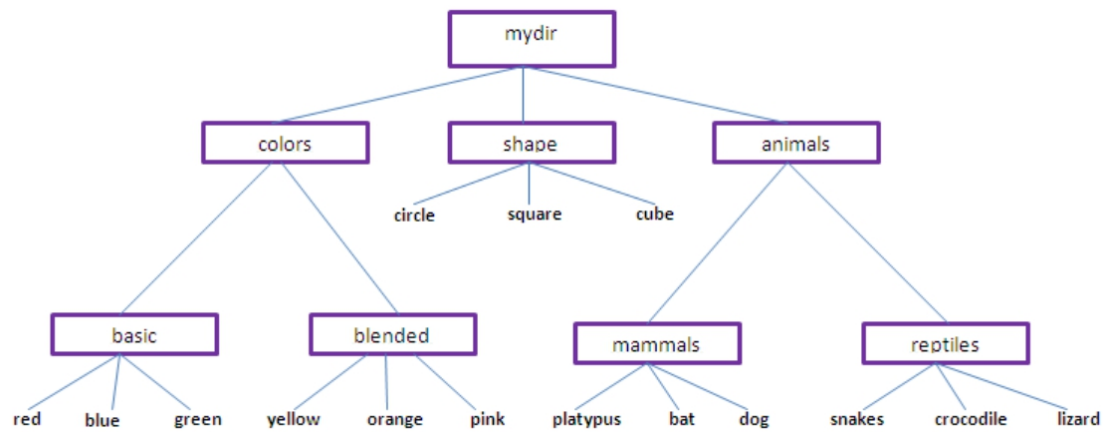 mydir
colors shape animals
circle square cube
basic blended mammals reptiles
red blue green yellow orange pink platypus bat dog snakes crocodile lizard